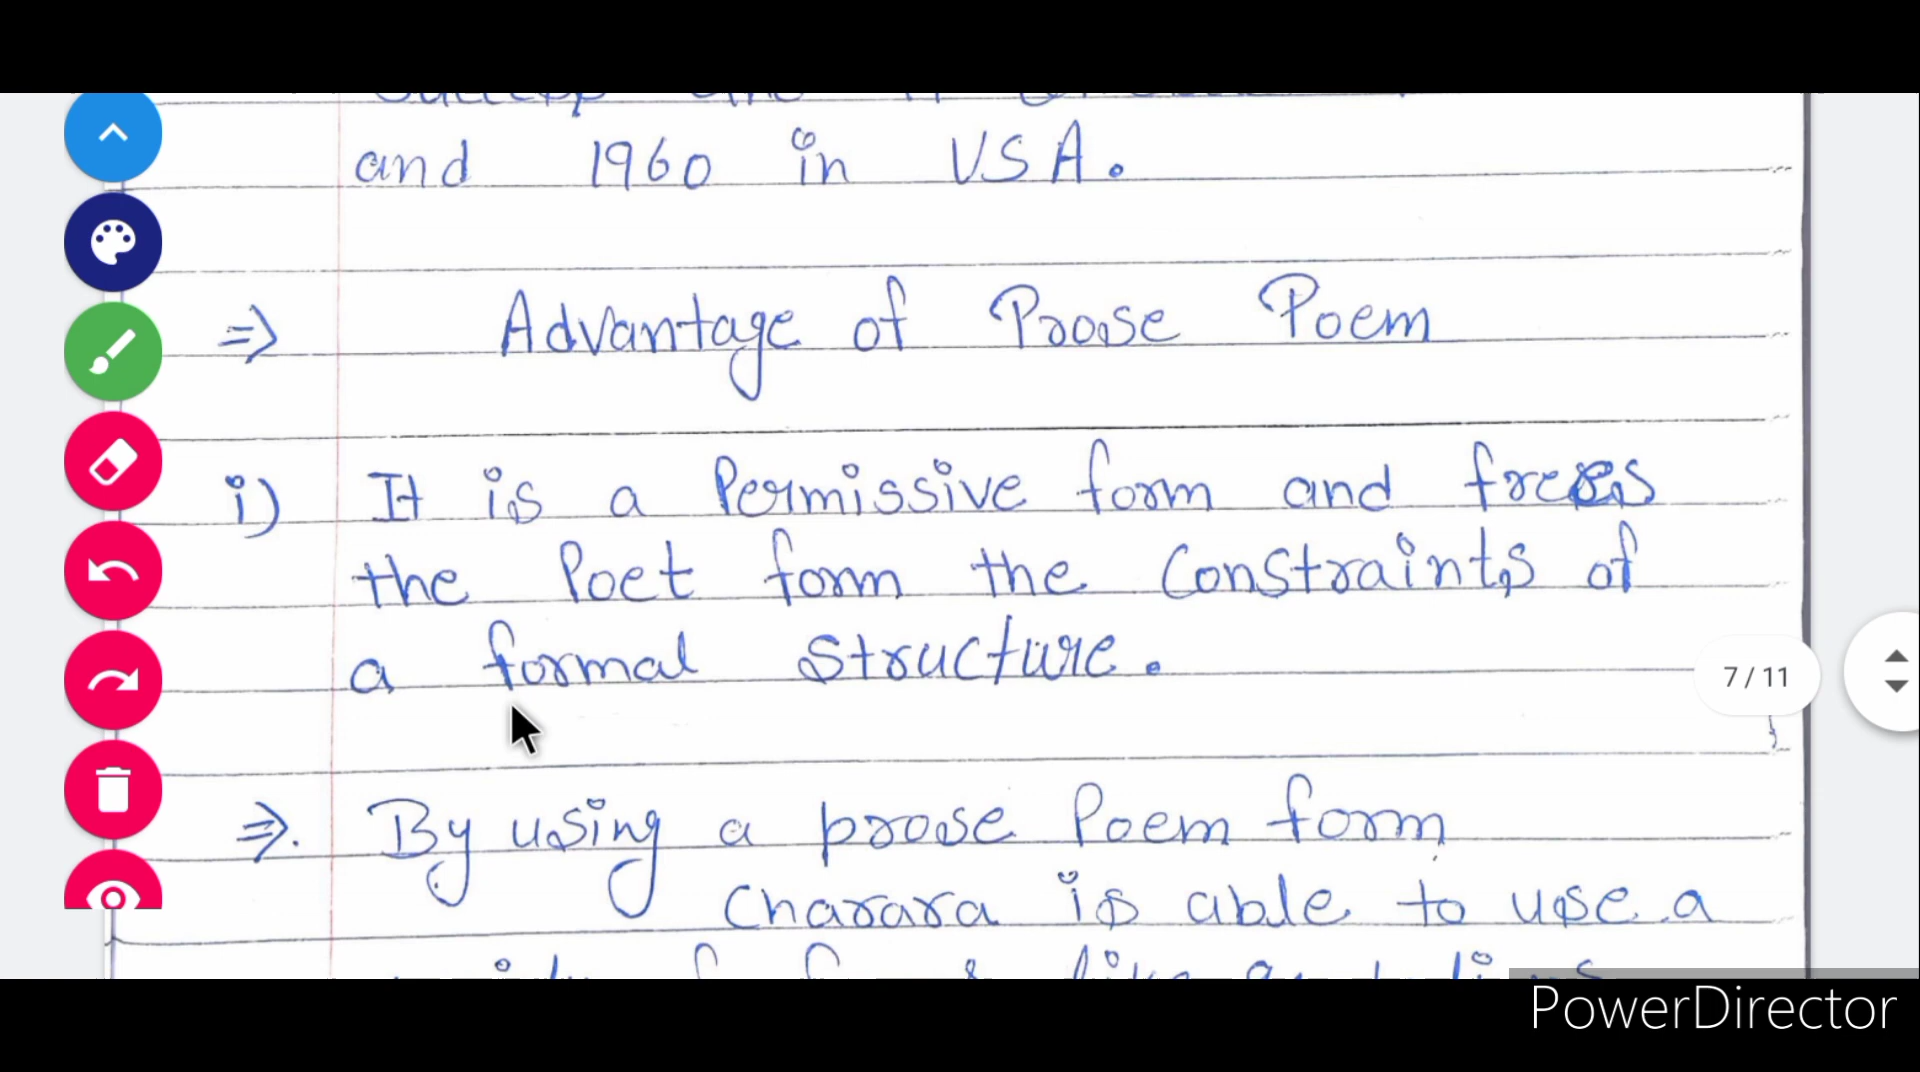 and 1960 in USA.
⇒ Advantage of Prose Poem
i) It is a Permissive form and frees
the Poet form the Constraints of
a formal structure.
7 / 11
⇒. By using a prose Poem form
Charara is able to use a
PowerDirector